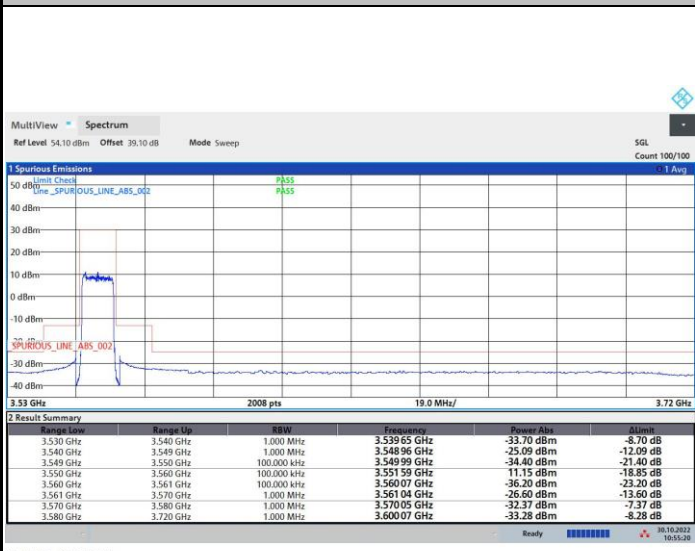 MultiView Spectrum
Ref Level 54.10 dBm Offset 39.10 dB Mode Sweep SGL
Count 100/100
1 Spurious Emissions 1 Avg
50 dBm Limit Check PASS
Line _SPURIOUS_LINE_ABS_002 PASS
40 dBm
30 dBm
20 dBm
10 dBm
0 dBm
-10 dBm
-20 dBm
_SPURIOUS_LINE_ABS_002
-30 dBm
-40 dBm
3.53 GHz 2008 pts 19.0 MHz/ 3.72 GHz
2 Result Summary
Range Low Range Up RBW Frequency Power Abs ΔLimit
3.530 GHz 3.540 GHz 1.000 MHz 3.539 65 GHz -33.70 dBm -8.70 dB
3.540 GHz 3.549 GHz 1.000 MHz 3.548 96 GHz -25.09 dBm -12.09 dB
3.549 GHz 3.550 GHz 100.000 kHz 3.549 99 GHz -34.40 dBm -21.40 dB
3.550 GHz 3.560 GHz 100.000 kHz 3.551 59 GHz 11.15 dBm -18.85 dB
3.560 GHz 3.561 GHz 100.000 kHz 3.560 07 GHz -36.20 dBm -23.20 dB
3.561 GHz 3.570 GHz 1.000 MHz 3.561 04 GHz -26.60 dBm -13.60 dB
3.570 GHz 3.580 GHz 1.000 MHz 3.570 05 GHz -32.37 dBm -7.37 dB
3.580 GHz 3.720 GHz 1.000 MHz 3.600 07 GHz -33.28 dBm -8.28 dB
Ready 30.10.2022
10:55:20